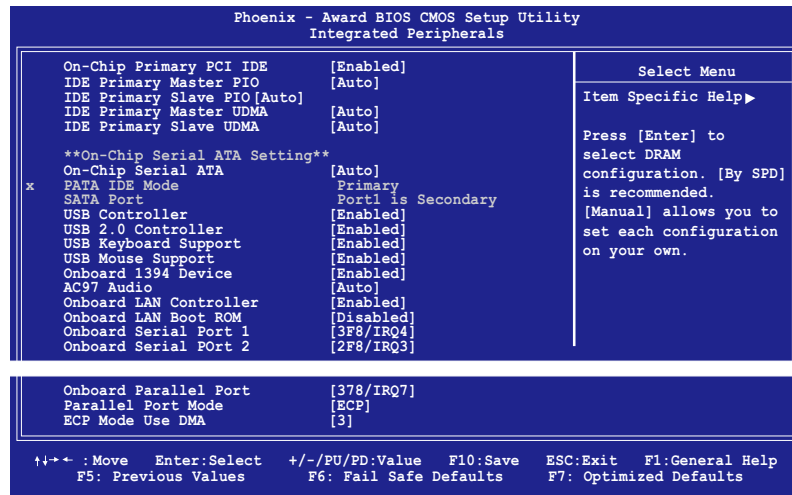 Phoenix - Award BIOS CMOS Setup Utility
Integrated Peripherals
On-Chip Primary PCI IDE [Enabled]
IDE Primary Master PIO [Auto]
IDE Primary Slave PIO[Auto]
IDE Primary Master UDMA [Auto]
IDE Primary Slave UDMA [Auto]
**On-Chip Serial ATA Setting**
On-Chip Serial ATA [Auto]
x PATA IDE Mode Primary
SATA Port Port1 is Secondary
USB Controller [Enabled]
USB 2.0 Controller [Enabled]
USB Keyboard Support [Enabled]
USB Mouse Support [Enabled]
Onboard 1394 Device [Enabled]
AC97 Audio [Auto]
Onboard LAN Controller [Enabled]
Onboard LAN Boot ROM [Disabled]
Onboard Serial Port 1 [3F8/IRQ4]
Onboard Serial POrt 2 [2F8/IRQ3]
Onboard Parallel Port [378/IRQ7]
Parallel Port Mode [ECP]
ECP Mode Use DMA [3]
Select Menu
Item Specific Help▶
Press [Enter] to
select DRAM
configuration. [By SPD]
is recommended.
[Manual] allows you to
set each configuration
on your own.
↑↓→← :Move Enter:Select +/-/PU/PD:Value F10:Save ESC:Exit F1:General Help
F5: Previous Values F6: Fail Safe Defaults F7: Optimized Defaults